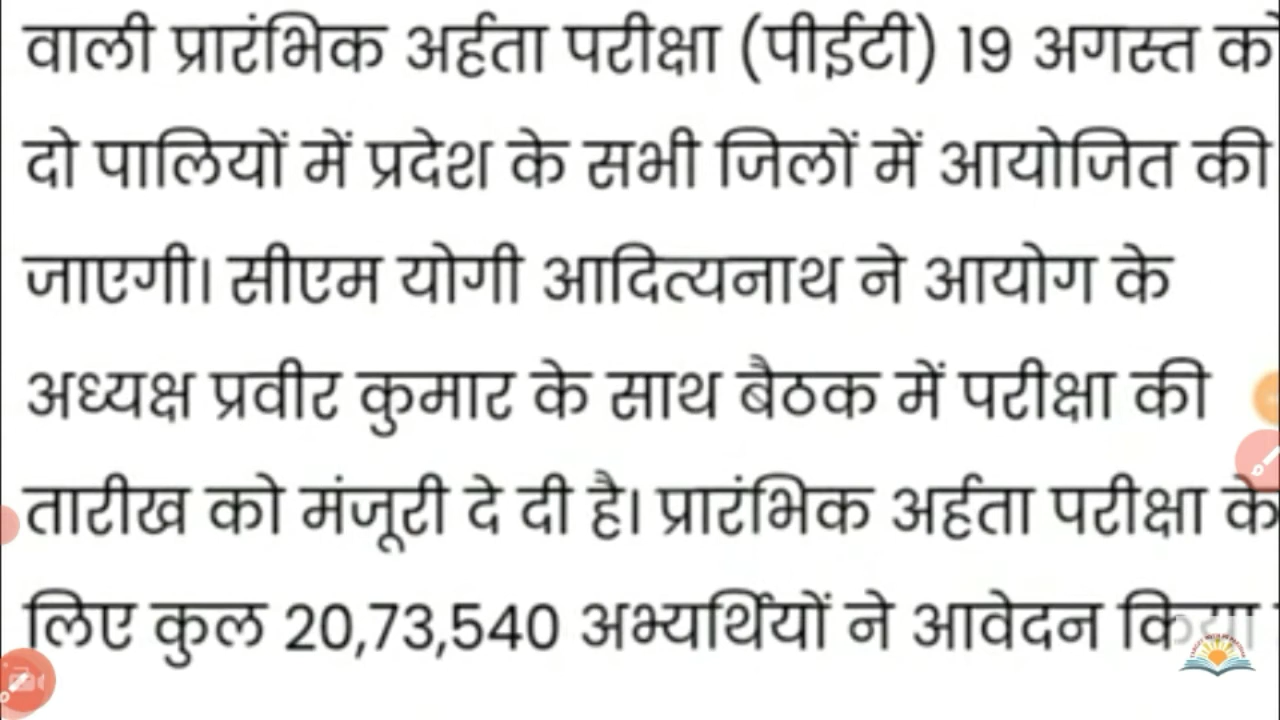 वाली प्रारंभिक अर्हता परीक्षा (पीईटी) 19 अगस्त को
दो पालियों में प्रदेश के सभी जिलों में आयोजित की
जाएगी। सीएम योगी आदित्यनाथ ने आयोग के
अध्यक्ष प्रवीर कुमार के साथ बैठक में परीक्षा की
तारीख को मंजूरी दे दी है। प्रारंभिक अर्हता परीक्षा के
लिए कुल 20,73,540 अभ्यर्थियों ने आवेदन किया